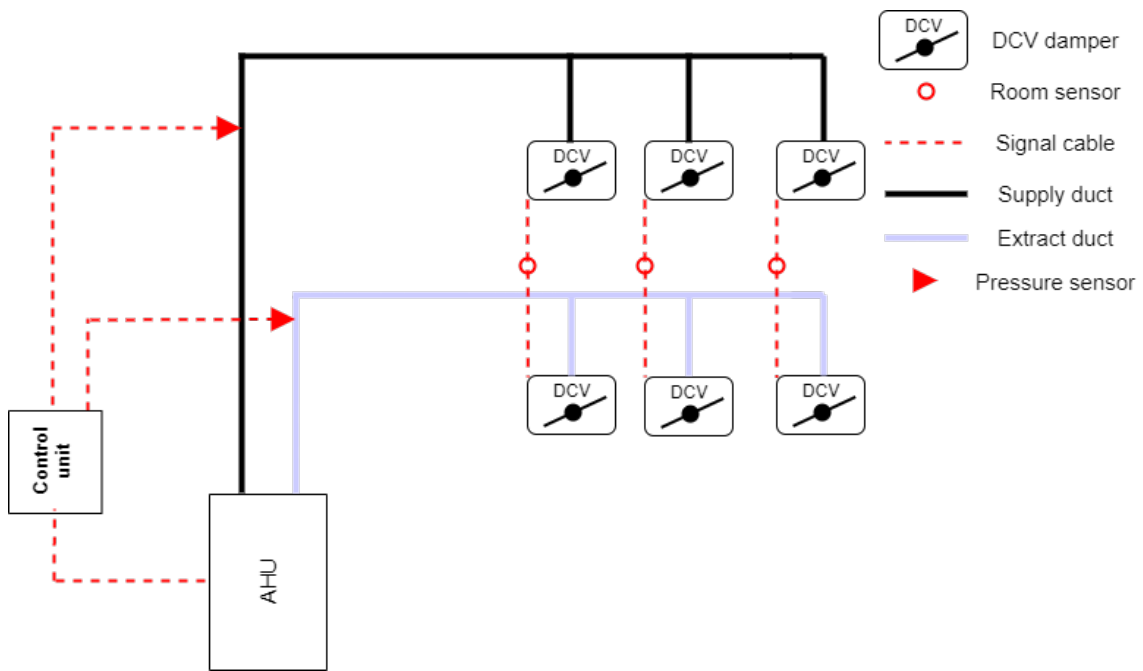 DCV
DCV damper
Room sensor
Signal cable
Supply duct
Extract duct
Pressure sensor
DCV
DCV
DCV
DCV
DCV
DCV
Control
unit
AHU